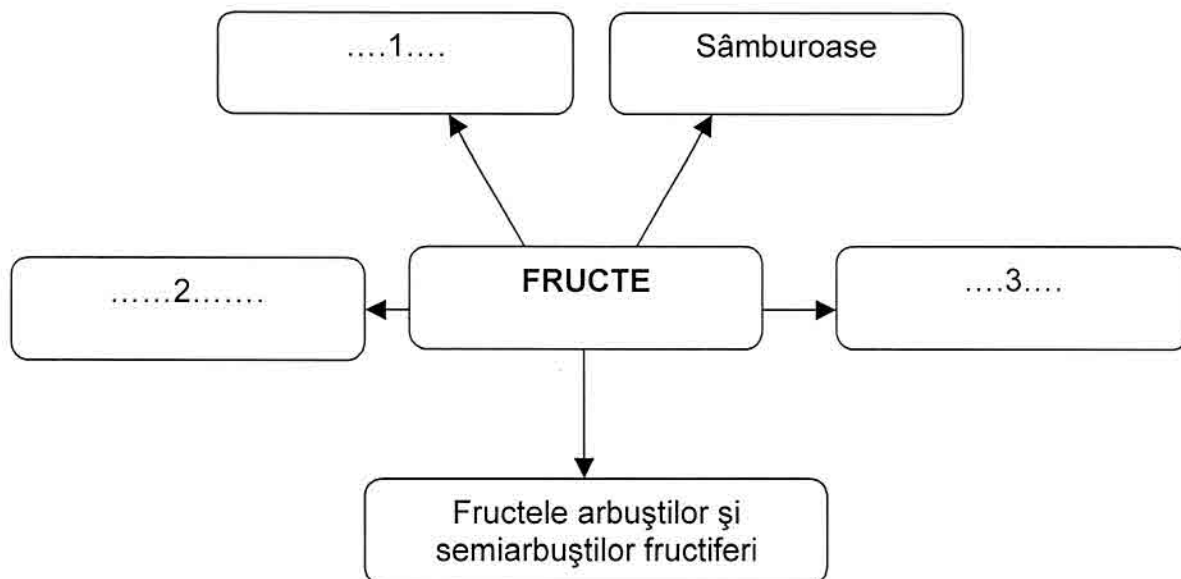 ....1....
Sâmburoase
FRUCTE
......2.......
....3....
Fructele arbuştilor şi
semiarbuştilor fructiferi